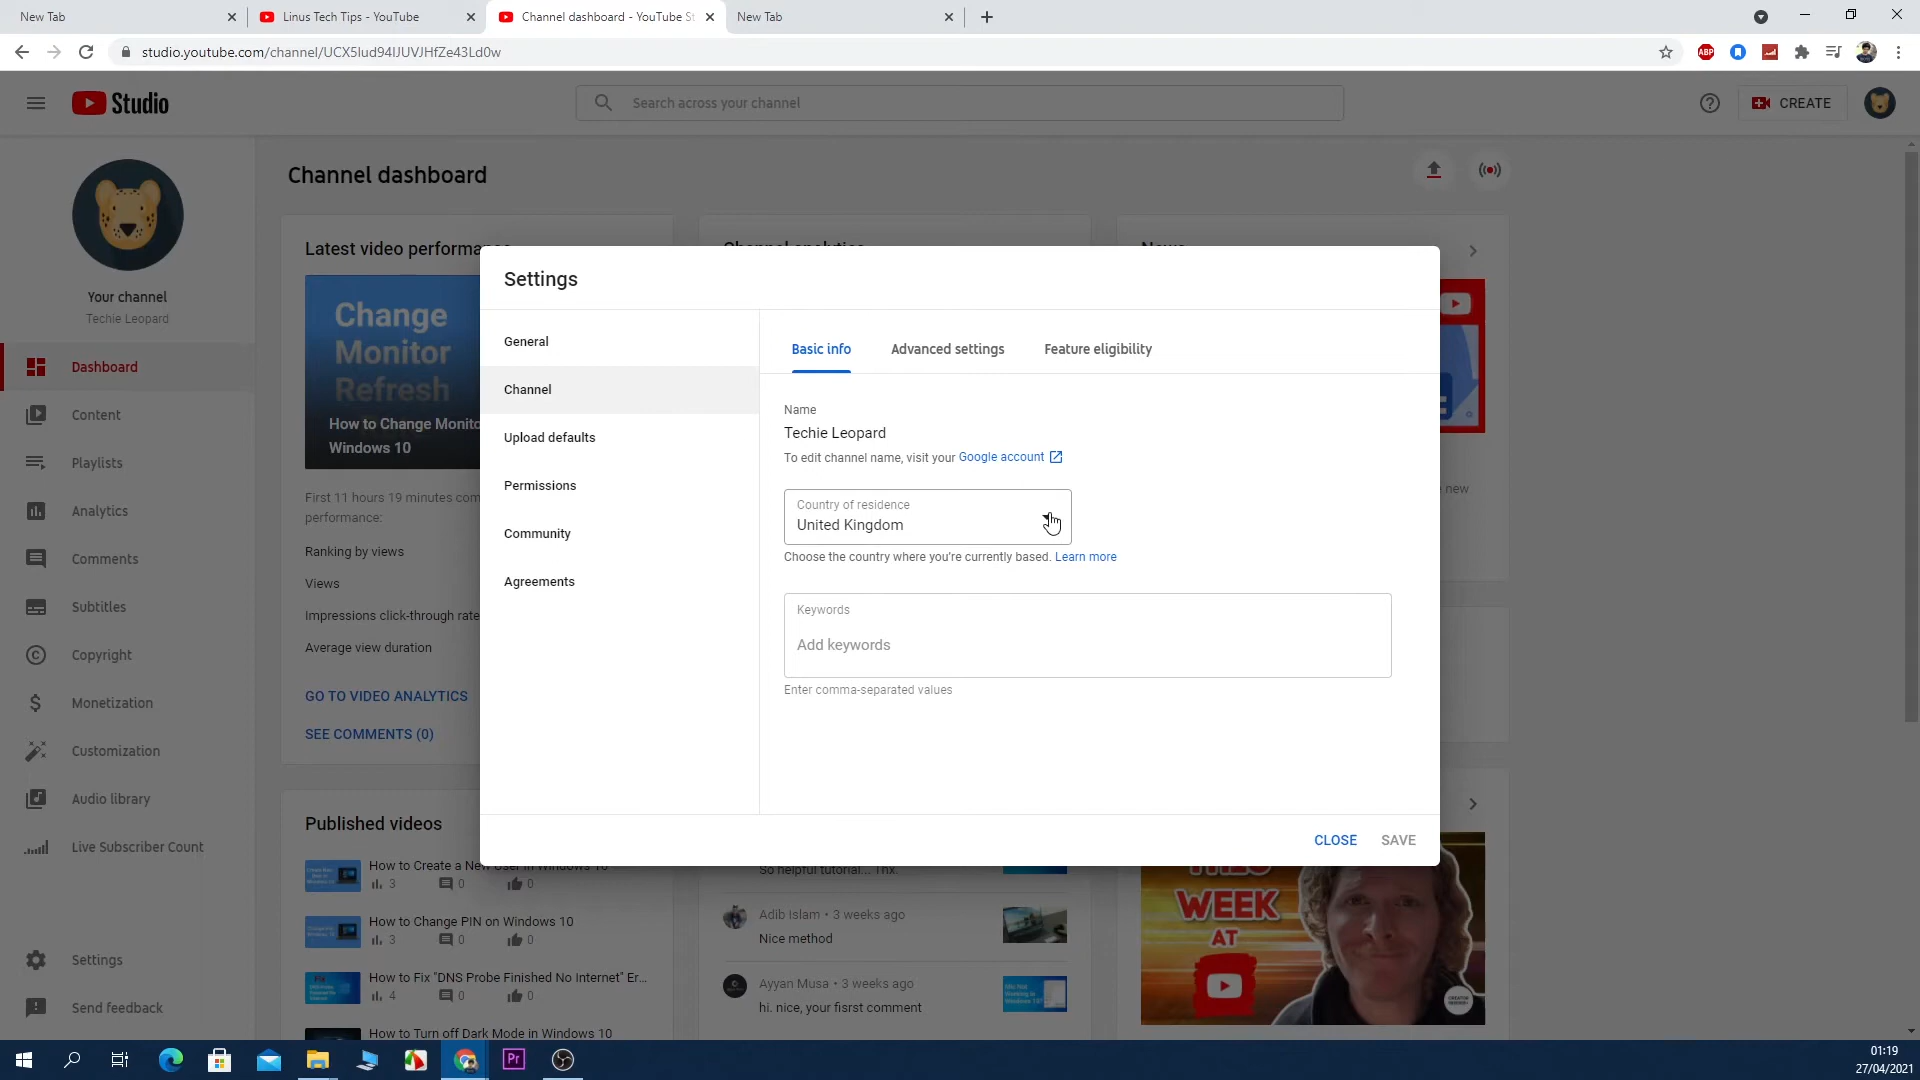 New Tab
Linus Tech Tips - YouTube
Channel dashboard - YouTube St
New Tab
studio.youtube.com/channel/UCX5lud94IJUVJHfZe43Ld0w
ABP
Studio
Search across your channel
CREATE
Your channel
Techie Leopard
Dashboard
Content
Playlists
Analytics
Comments
Subtitles
Copyright
Monetization
Customization
Audio library
Live Subscriber Count
Settings
Send feedback
Channel dashboard
Latest video performance
Change
Monitor
Refresh
How to Change Monito
Windows 10
First 11 hours 19 minutes com
performance:
Ranking by views
Views
Impressions click-through rate
Average view duration
GO TO VIDEO ANALYTICS
SEE COMMENTS (0)
Published videos
How to Create a New User in Windows 10
3 0 0
How to Change PIN on Windows 10
3 0 0
How to Fix "DNS Probe Finished No Internet" Er...
4 0 0
How to Turn off Dark Mode in Windows 10
Channel analytics
News
Settings
General
Channel
Upload defaults
Permissions
Community
Agreements
Basic info
Advanced settings
Feature eligibility
Name
Techie Leopard
To edit channel name, visit your Google account
Country of residence
United Kingdom
Choose the country where you're currently based. Learn more
Keywords
Add keywords
Enter comma-separated values
CLOSE
SAVE
new
So helpful tutorial... Thx.
Adib Islam • 3 weeks ago
Nice method
Ayyan Musa • 3 weeks ago
hi. nice, your fisrst comment
THIS
WEEK
AT
Pr
01:19
27/04/2021